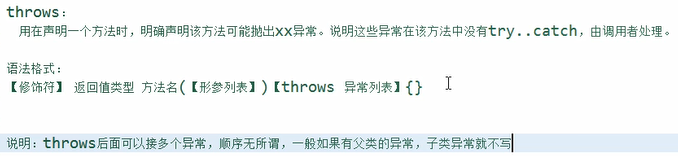 throws:
用在声明一个方法时，明确声明该方法可能抛出xx异常。说明这些异常在该方法中没有try..catch，由调用者处理。
语法格式:
【修饰符】 返回值类型 方法名(【形参列表】)【throws 异常列表】{}
说明: throws后面可以接多个异常，顺序无所谓，一般如果有父类的异常，子类异常就不写